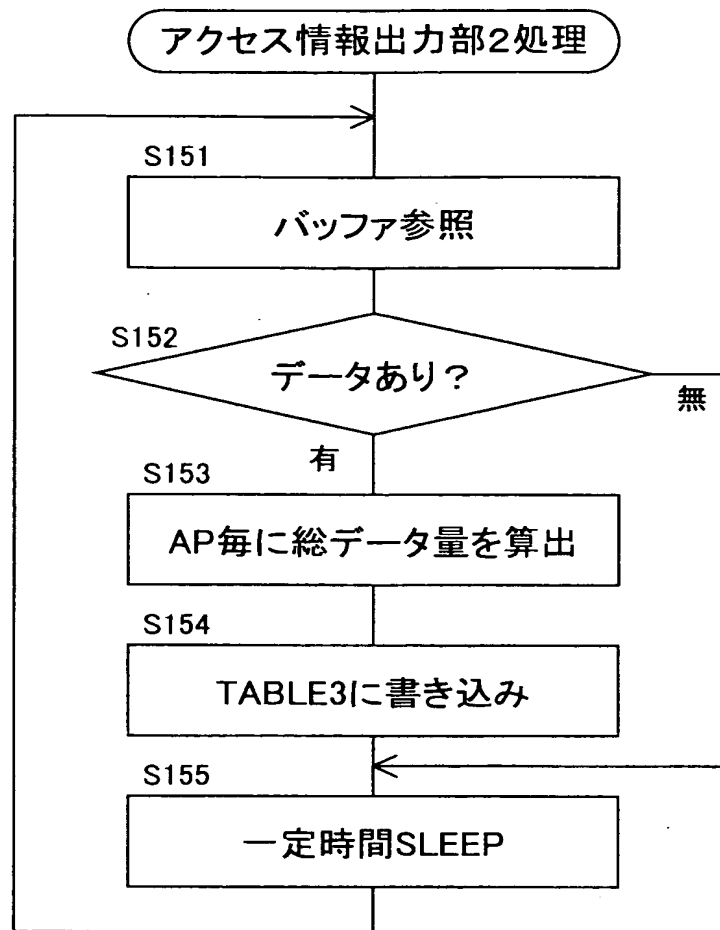 アクセス情報出力部2処理
S151
バッファ参照
S152
データあり?
無
有
S153
AP毎に総データ量を算出
S154
TABLE3に書き込み
S155
一定時間SLEEP